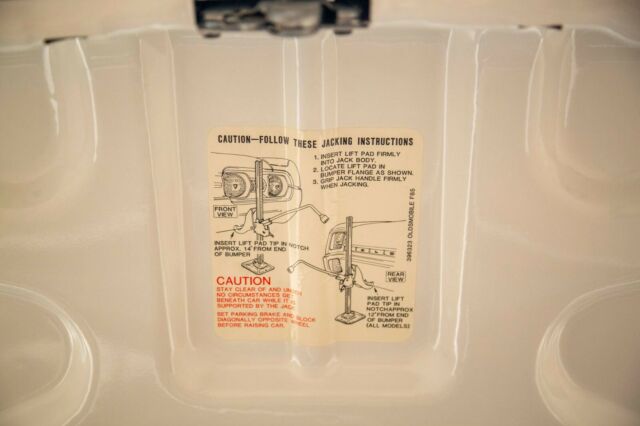 CAUTION—FOLLOW THESE JACKING INSTRUCTIONS
1. INSERT LIFT PAD FIRMLY
INTO JACK BODY.
2. LOCATE LIFT PAD IN
BUMPER FLANGE AS SHOWN.
3. GRIP JACK HANDLE FIRMLY
WHEN JACKING.
FRONT
VIEW
INSERT LIFT PAD TIP IN NOTCH
APPROX. 14" FROM END
OF BUMPER
396323 OLDSMOBILE F85
REAR
VIEW
INSERT LIFT
PAD TIP IN
NOTCH APPROX
12" FROM END
OF BUMPER
(ALL MODELS)
CAUTION
STAY CLEAR OF AND UNDER
NO CIRCUMSTANCES GET
BENEATH CAR WHILE IT IS
SUPPORTED BY THE JACK
SET PARKING BRAKE AND BLOCK
DIAGONALLY OPPOSITE WHEEL
BEFORE RAISING CAR.